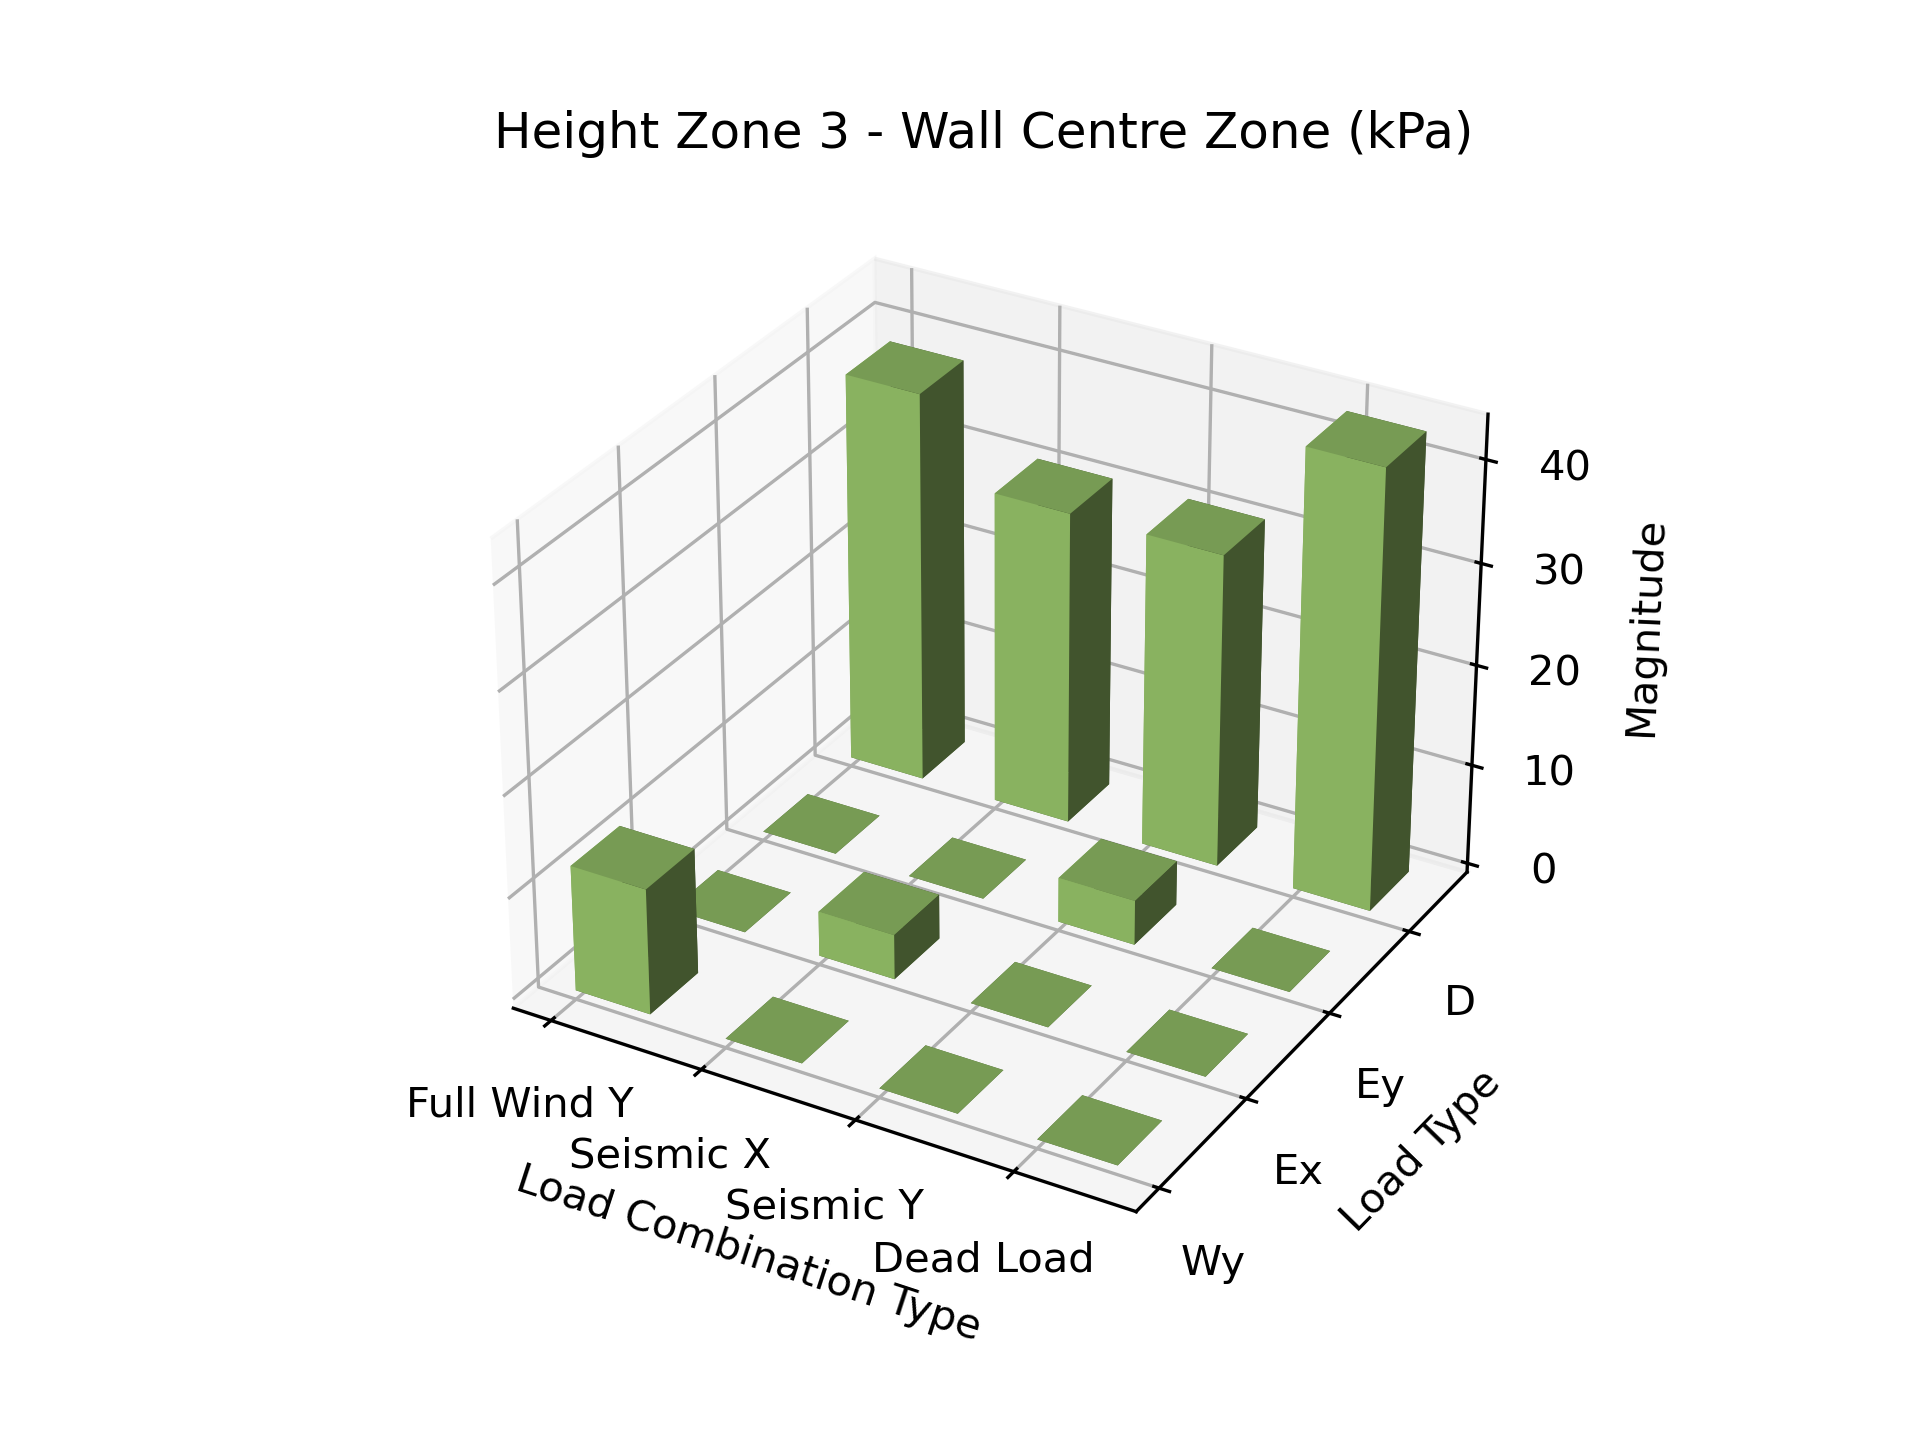 Height Zone 3 - Wall Centre Zone (kPa)
40
30
20
10
0
Magnitude
D
Ey
Ex
Wy
Load Type
Full Wind Y
Seismic X
Seismic Y
Dead Load
Load Combination Type